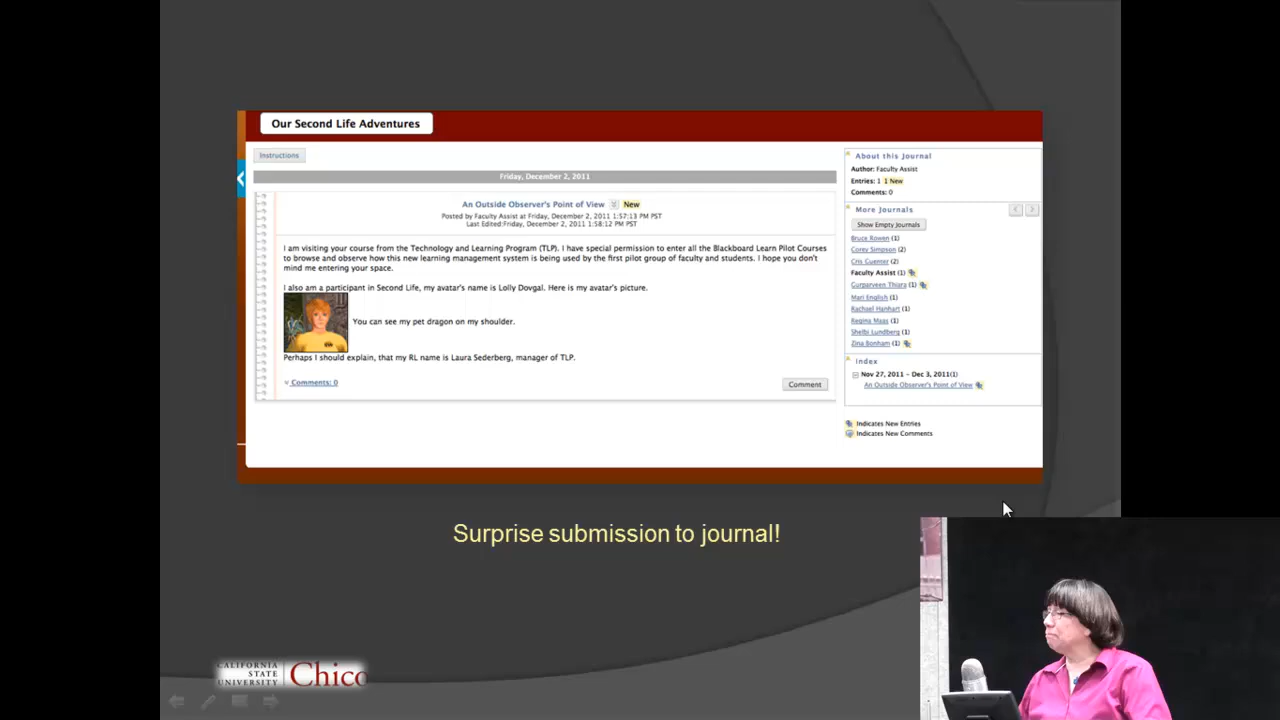 Our Second Life Adventures
Instructions
Friday, December 2, 2011
An Outside Observer's Point of View New
Posted by Faculty Assist at Friday, December 2, 2011 1:57:13 PM PST
Last Edited:Friday, December 2, 2011 1:58:12 PM PST
I am visiting your course from the Technology and Learning Program (TLP). I have special permission to enter all the Blackboard Learn Pilot Courses
to browse and observe how this new learning management system is being used by the first pilot group of faculty and students. I hope you don't
mind me entering your space.
I also am a participant in Second Life, my avatar's name is Lolly Dovgal. Here is my avatar's picture.
You can see my pet dragon on my shoulder.
Perhaps I should explain, that my RL name is Laura Sederberg, manager of TLP.
Comments: 0
Comment
About this Journal
Author: Faculty Assist
Entries: 1 1 New
Comments: 0
More Journals
Show Empty Journals
Bruce Rowen (1)
Corey Simpson (2)
Cris Guenter (2)
Faculty Assist (1)
Gurparveen Thiara (1)
Mari English (1)
Rachael Hanhart (1)
Regina Maas (1)
Shelbi Lundberg (1)
Zina Bonham (1)
Index
Nov 27, 2011 - Dec 3, 2011(1)
An Outside Observer's Point of View
Indicates New Entries
Indicates New Comments
Surprise submission to journal!
CALIFORNIA
STATE
UNIVERSITY
Chico